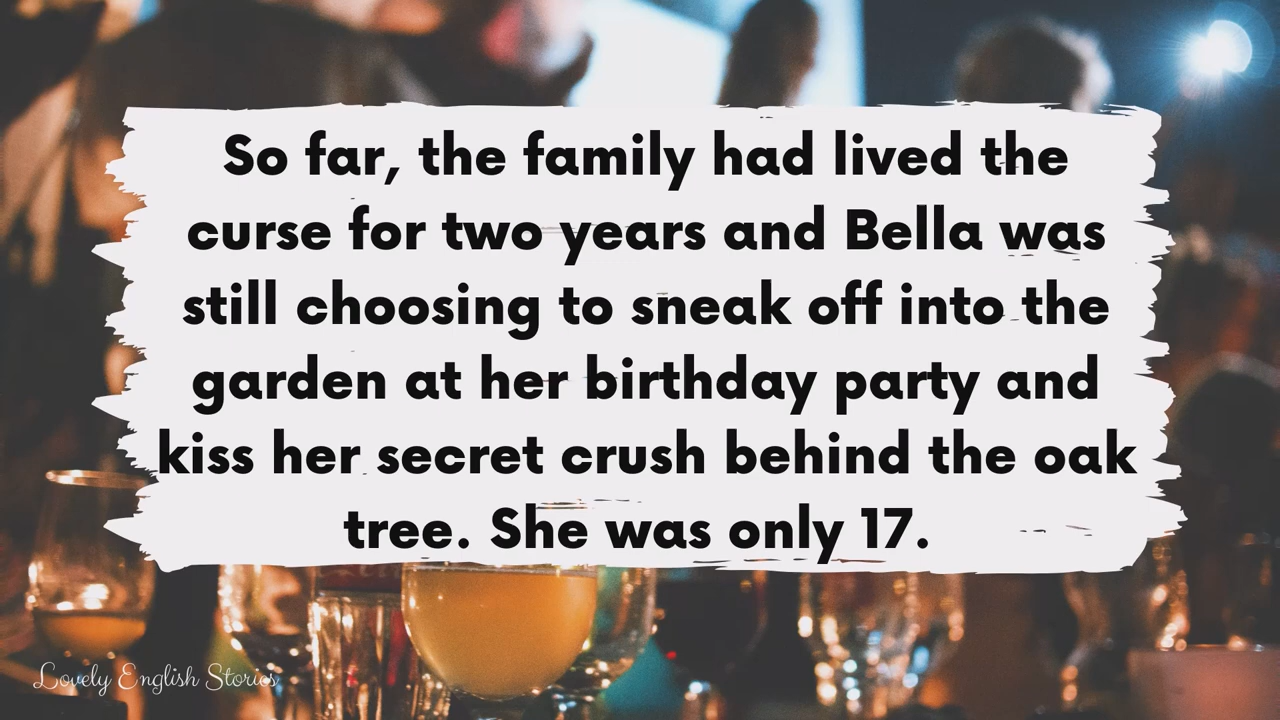 So far, the family had lived the
curse for two years and Bella was
still choosing to sneak off into the
garden at her birthday party and
kiss her secret crush behind the oak
tree. She was only 17.
Lovely English Stories